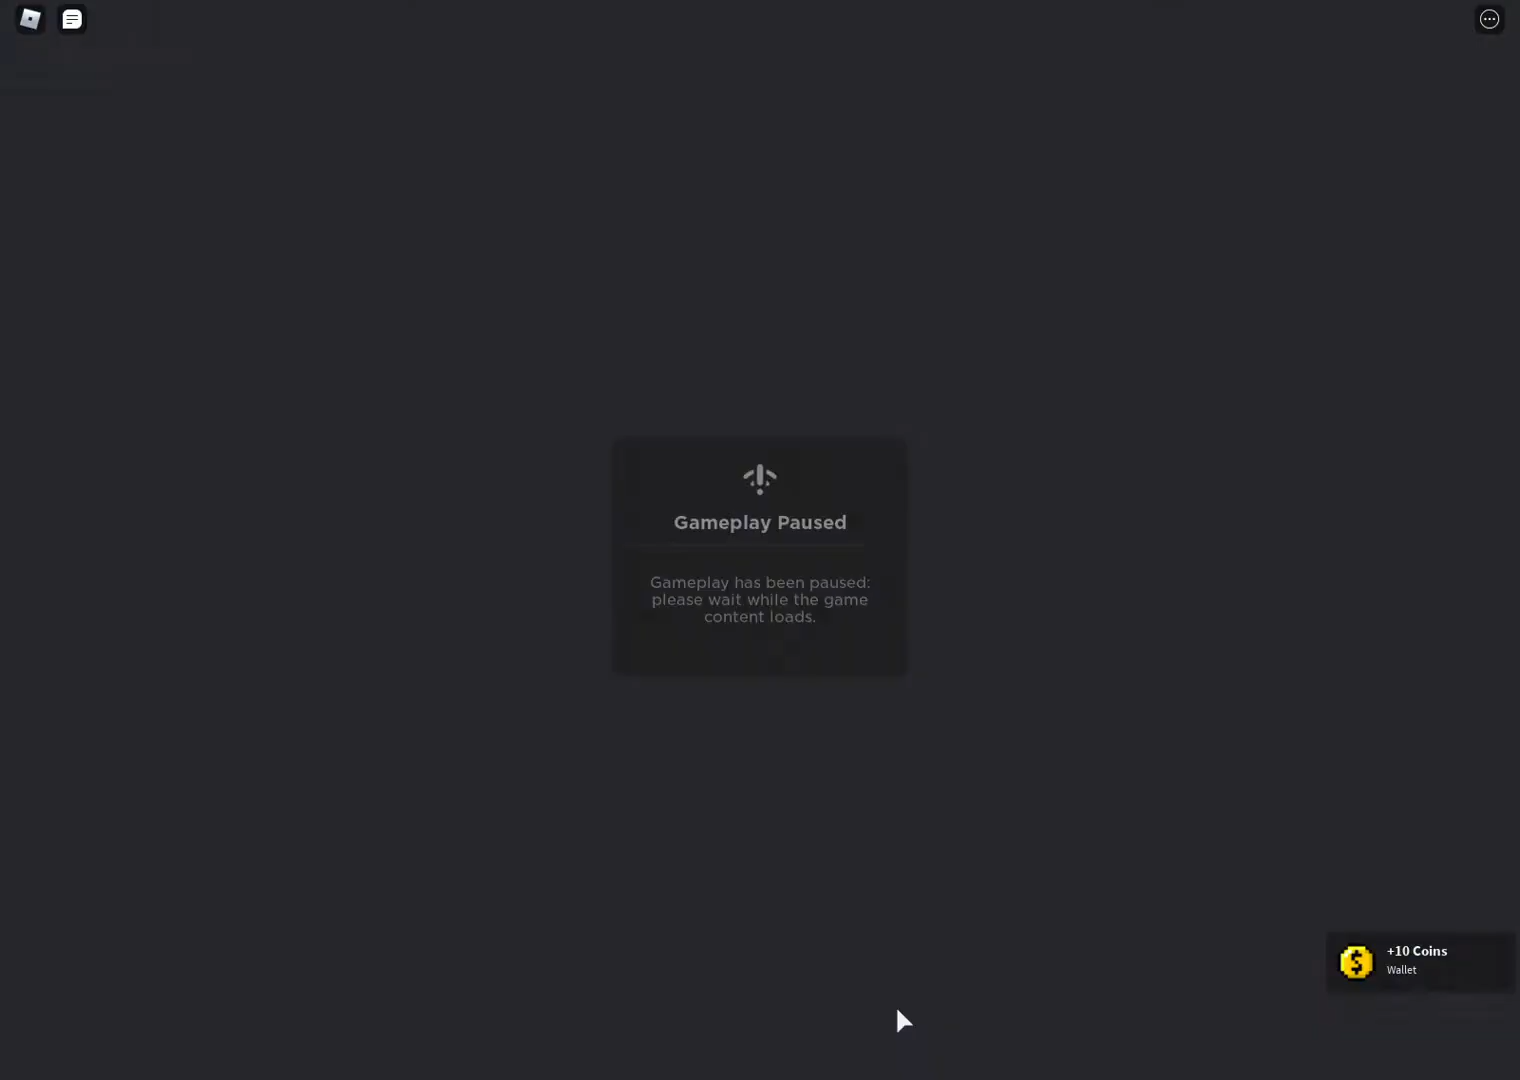 Gameplay Paused
Gameplay has been paused:
please wait while the game
content loads.
+10 Coins
Wallet